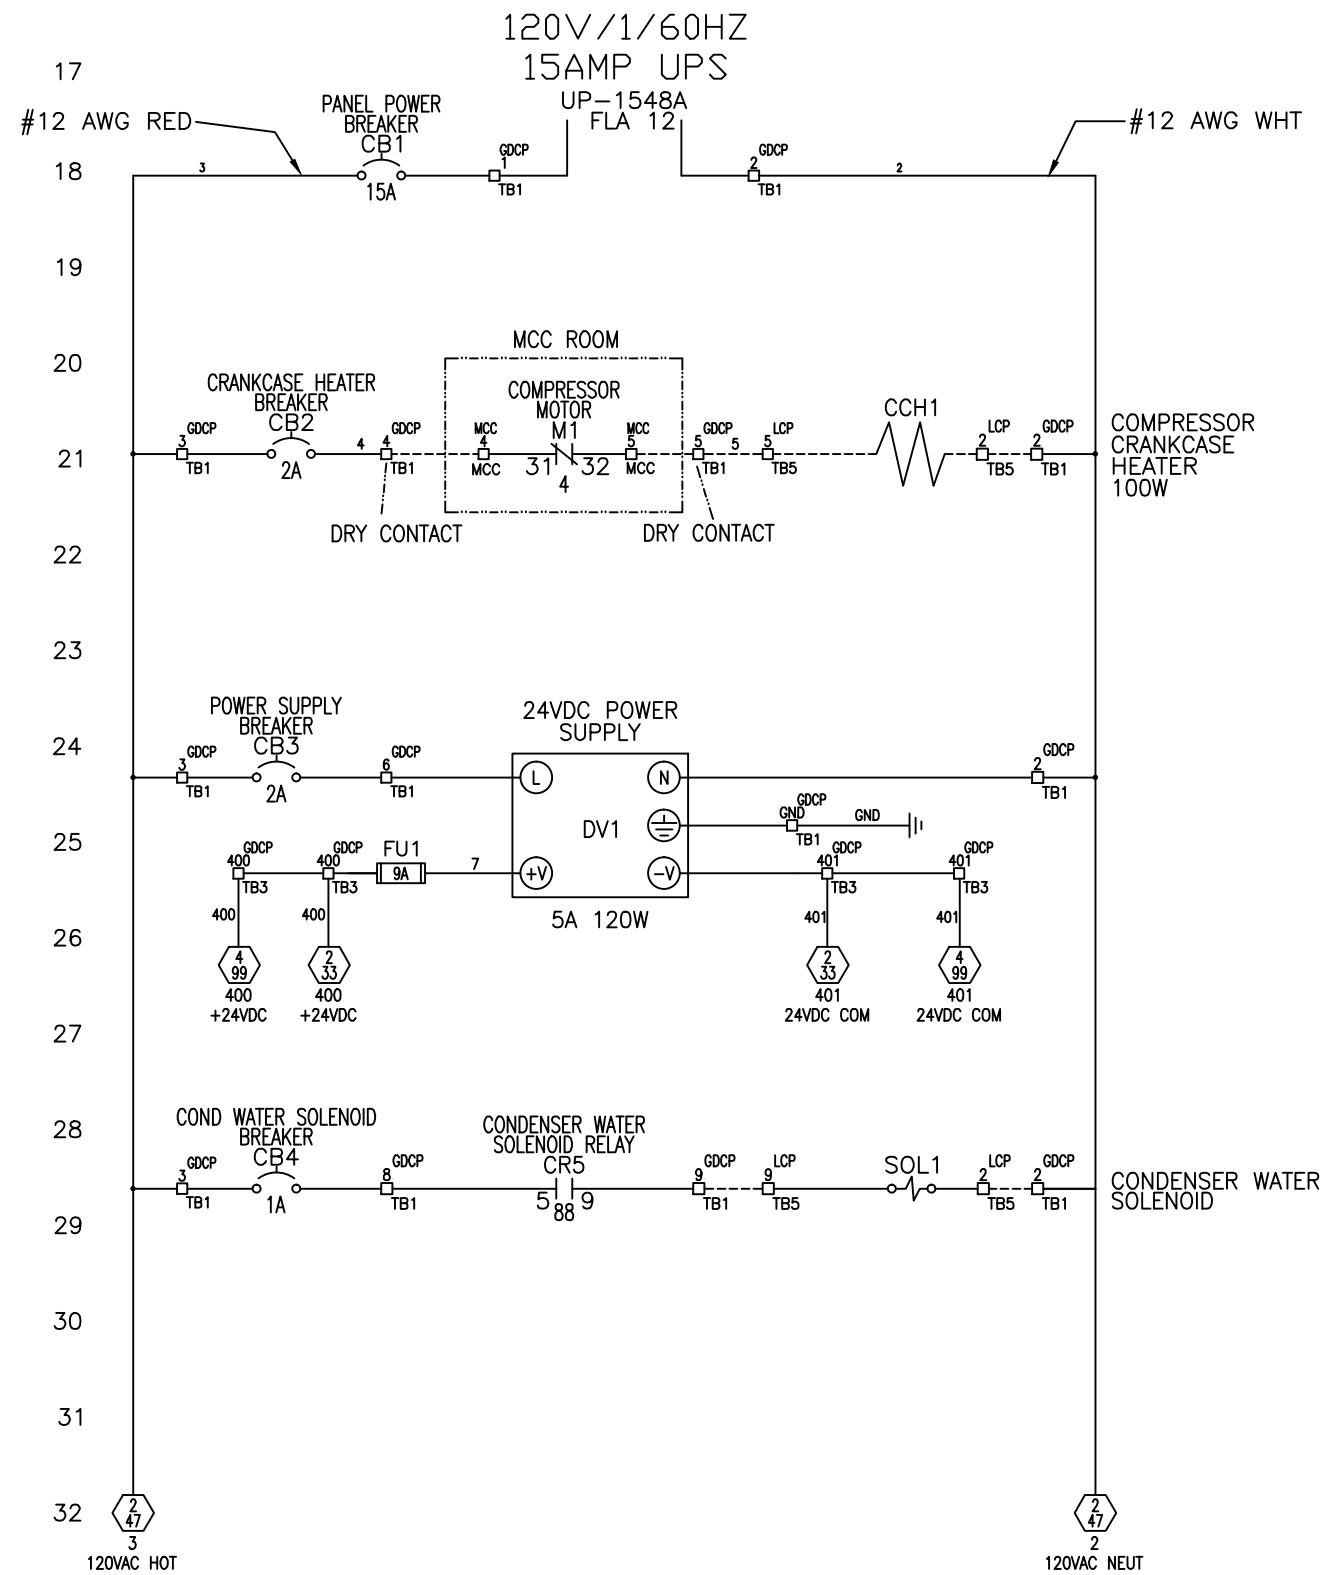 120V/1/60HZ
15AMP UPS
17
UP-1548A
FLA 12
PANEL POWER
BREAKER
CB1
#12 AWG RED
#12 AWG WHT
18
3
15A
GDCP
1
TB1
GDCP
2
TB1
2
19
20
MCC ROOM
CRANKCASE HEATER
BREAKER
CB2
COMPRESSOR
MOTOR
M1
CCH1
21
GDCP
3
TB1
2A
4
GDCP
4
TB1
MCC
4
MCC
31
32
4
MCC
5
MCC
GDCP
5
TB1
5
LCP
5
TB5
LCP
2
TB5
GDCP
2
TB1
COMPRESSOR
CRANKCASE
HEATER
100W
DRY CONTACT
DRY CONTACT
22
23
POWER SUPPLY
BREAKER
CB3
24VDC POWER
SUPPLY
24
GDCP
3
TB1
2A
GDCP
6
TB1
L
N
GDCP
2
TB1
DV1
GDCP
GND
TB1
GND
25
GDCP
400
TB3
GDCP
400
TB3
FU1
9A
7
+V
-V
GDCP
401
TB3
GDCP
401
TB3
400
400
5A 120W
401
401
26
4
99
400
+24VDC
2
33
400
+24VDC
2
33
401
24VDC COM
4
99
401
24VDC COM
27
28
COND WATER SOLENOID
BREAKER
CB4
CONDENSER WATER
SOLENOID RELAY
CR5
GDCP
3
TB1
1A
GDCP
8
TB1
5
9
88
GDCP
9
TB1
LCP
9
TB5
SOL1
LCP
2
TB5
GDCP
2
TB1
CONDENSER WATER
SOLENOID
29
30
31
32
2
47
3
120VAC HOT
2
47
2
120VAC NEUT